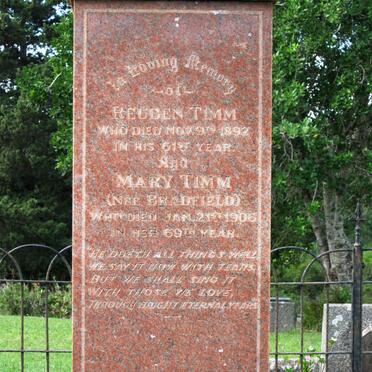 In Loving Memory
of
REUBEN TIMM
WHO DIED NOV. 9TH 1892
IN HIS 61ST YEAR.
And
MARY TIMM
(NEE BRADFIELD)
WHO DIED JAN. 21ST 1906
IN HER 69TH YEAR.
HE DOETH ALL THINGS WELL
WE SAY IT NOW WITH TEARS,
BUT WE SHALL SING IT
WITH THOSE WE LOVE,
THROUGH BRIGHT ETERNAL YEARS